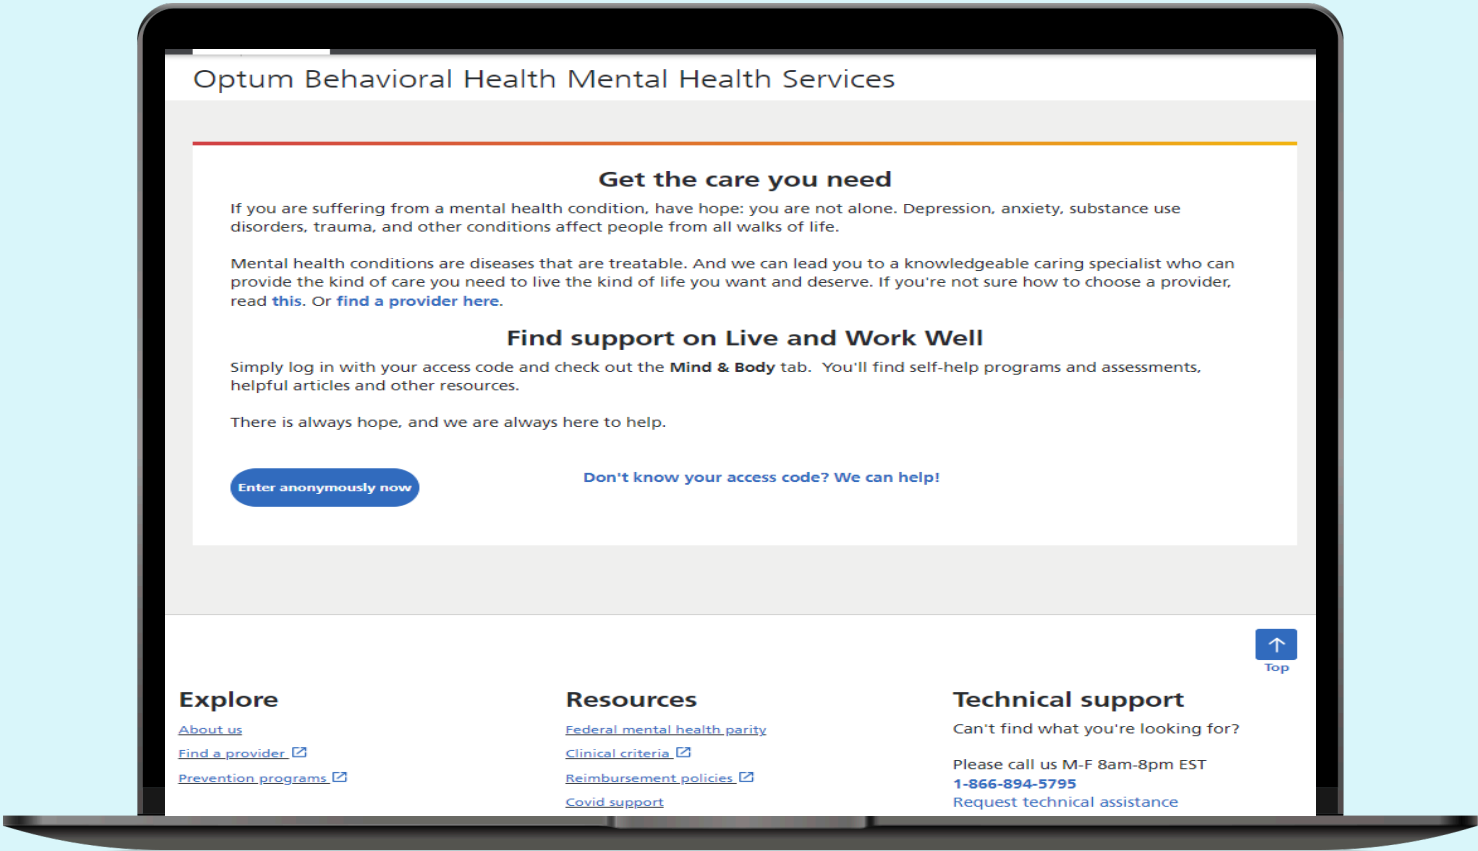 Optum Behavioral Health Mental Health Services
Get the care you need
If you are suffering from a mental health condition, have hope: you are not alone. Depression, anxiety, substance use
disorders, trauma, and other conditions affect people from all walks of life.
Mental health conditions are diseases that are treatable. And we can lead you to a knowledgeable caring specialist who can
provide the kind of care you need to live the kind of life you want and deserve. If you're not sure how to choose a provider,
read this. Or find a provider here.
Find support on Live and Work Well
Simply log in with your access code and check out the Mind & Body tab. You'll find self-help programs and assessments,
helpful articles and other resources.
There is always hope, and we are always here to help.
Enter anonymously now
Don't know your access code? We can help!
Top
Explore
About us
Find a provider
Prevention programs
Resources
Federal mental health parity
Clinical criteria
Reimbursement policies
Covid support
Technical support
Can't find what you're looking for?
Please call us M-F 8am-8pm EST
1-866-894-5795
Request technical assistance